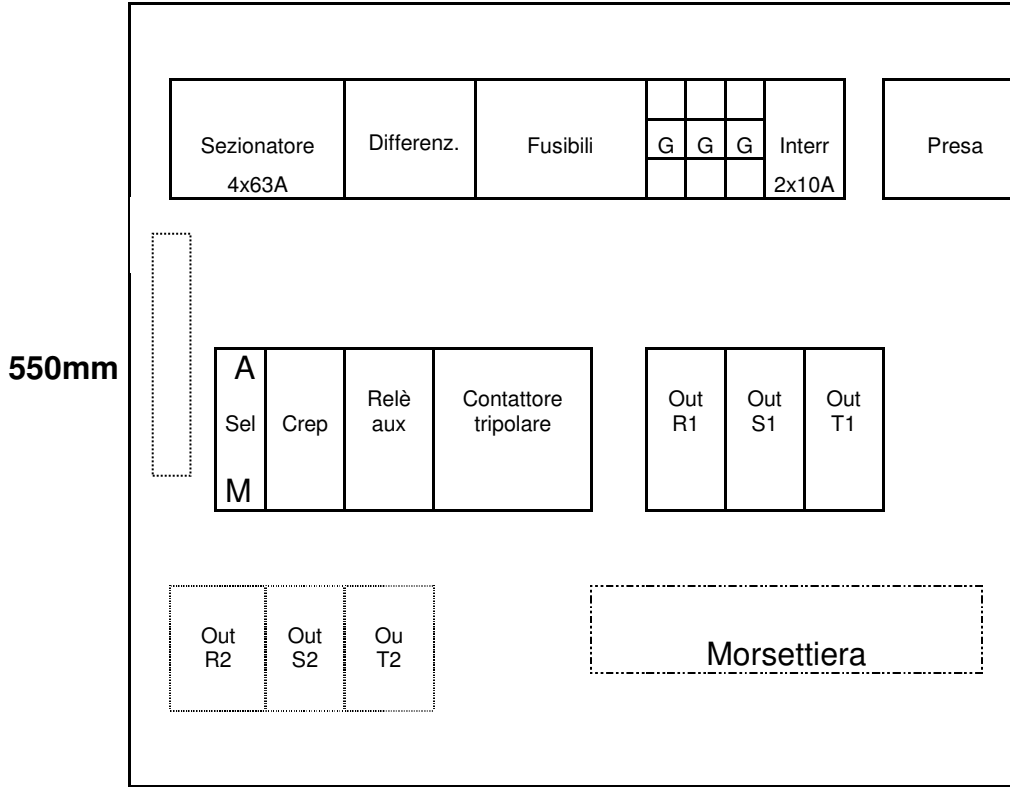 Sezionatore
4x63A
Differenz.
Fusibili
G G G
Interr
2x10A
Presa
550mm
A
Sel
M
Crep
Relè
aux
Contattore
tripolare
Out
R1
Out
S1
Out
T1
Out
R2
Out
S2
Ou
T2
Morsettiera